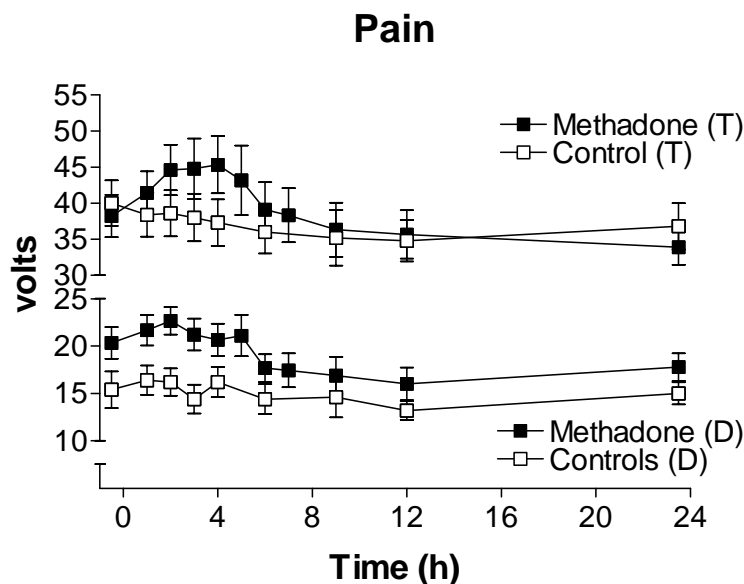 Pain
55
50
45
40
35
30
25
20
15
10
volts
Methadone (T)
Control (T)
Methadone (D)
Controls (D)
0 4 8 12 16 20 24
Time (h)